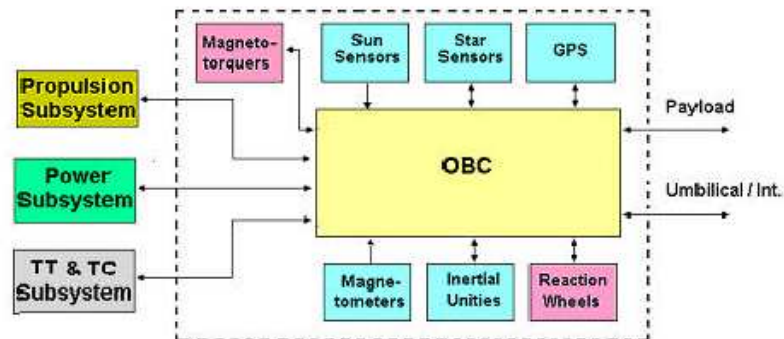 Magneto-
torquers
Sun
Sensors
Star
Sensors
GPS
Propulsion
Subsystem
Payload
Power
Subsystem
OBC
Umbilical / Int.
TT & TC
Subsystem
Magne-
tometers
Inertial
Unities
Reaction
Wheels